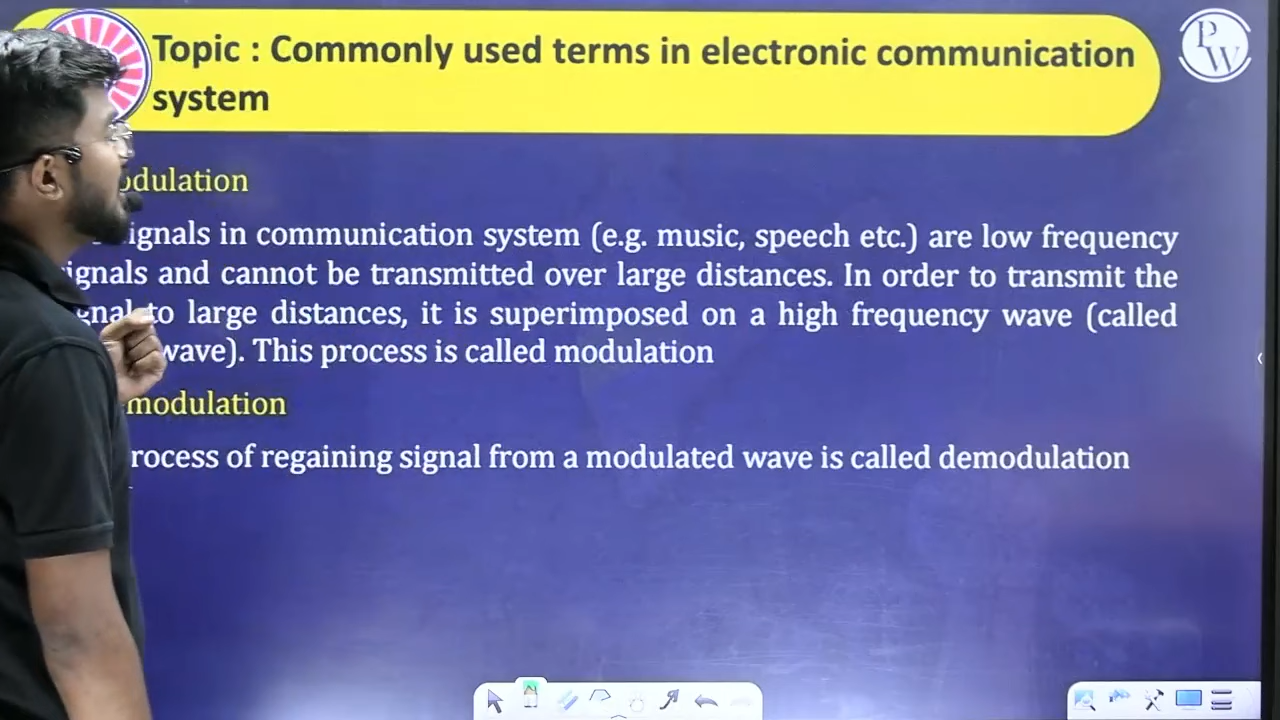 Topic : Commonly used terms in electronic communication
system
PW
odulation
ignals in communication system (e.g. music, speech etc.) are low frequency
ignals and cannot be transmitted over large distances. In order to transmit the
gnal to large distances, it is superimposed on a high frequency wave (called
wave). This process is called modulation
modulation
rocess of regaining signal from a modulated wave is called demodulation